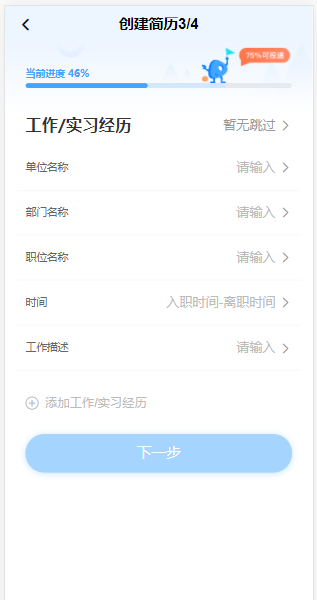 创建简历3/4
75%可投递
当前进度 46%
工作/实习经历 暂无跳过
单位名称 请输入
部门名称 请输入
职位名称 请输入
时间 入职时间-离职时间
工作描述 请输入
添加工作/实习经历
下一步